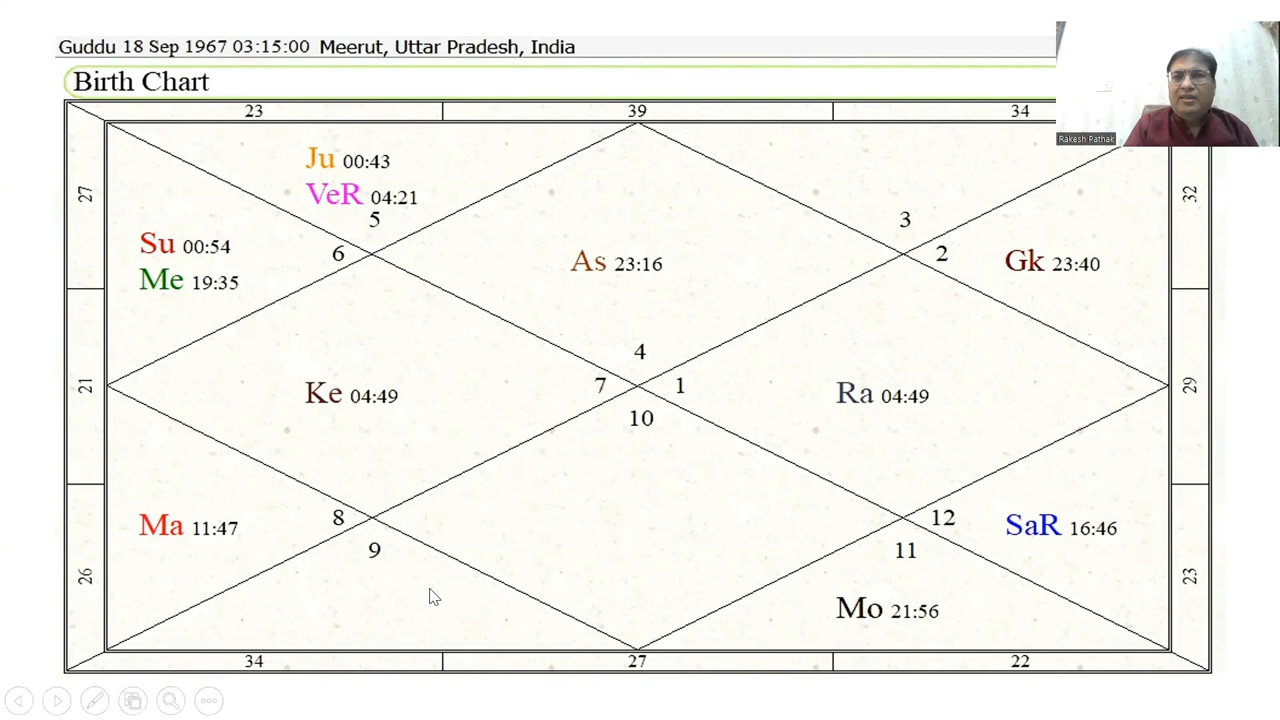 Guddu 18 Sep 1967 03:15:00 Meerut, Uttar Pradesh, India
Birth Chart
Rakesh Pathak
23 39 34
27
32
Ju 00:43
VeR 04:21
5
3
Su 00:54
6
As 23:16
2
Gk 23:40
Me 19:35
4
21
7
1
29
Ke 04:49
Ra 04:49
10
8
12
Ma 11:47
SaR 16:46
9
11
26
23
Mo 21:56
34 27 22